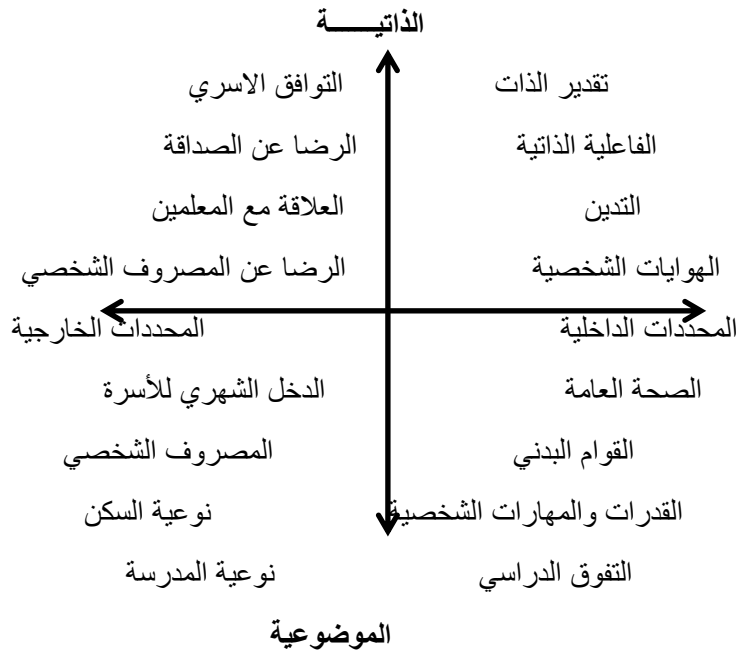 الذاتيـــــــة
تقدير الذات التوافق الاسري
الفاعلية الذاتية الرضا عن الصداقة
التدين العلاقة مع المعلمين
الهوايات الشخصية الرضا عن المصروف الشخصي
المحددات الداخلية المحددات الخارجية
الصحة العامة الدخل الشهري للأسرة
القوام البدني المصروف الشخصي
القدرات والمهارات الشخصية نوعية السكن
التفوق الدراسي نوعية المدرسة
الموضوعية